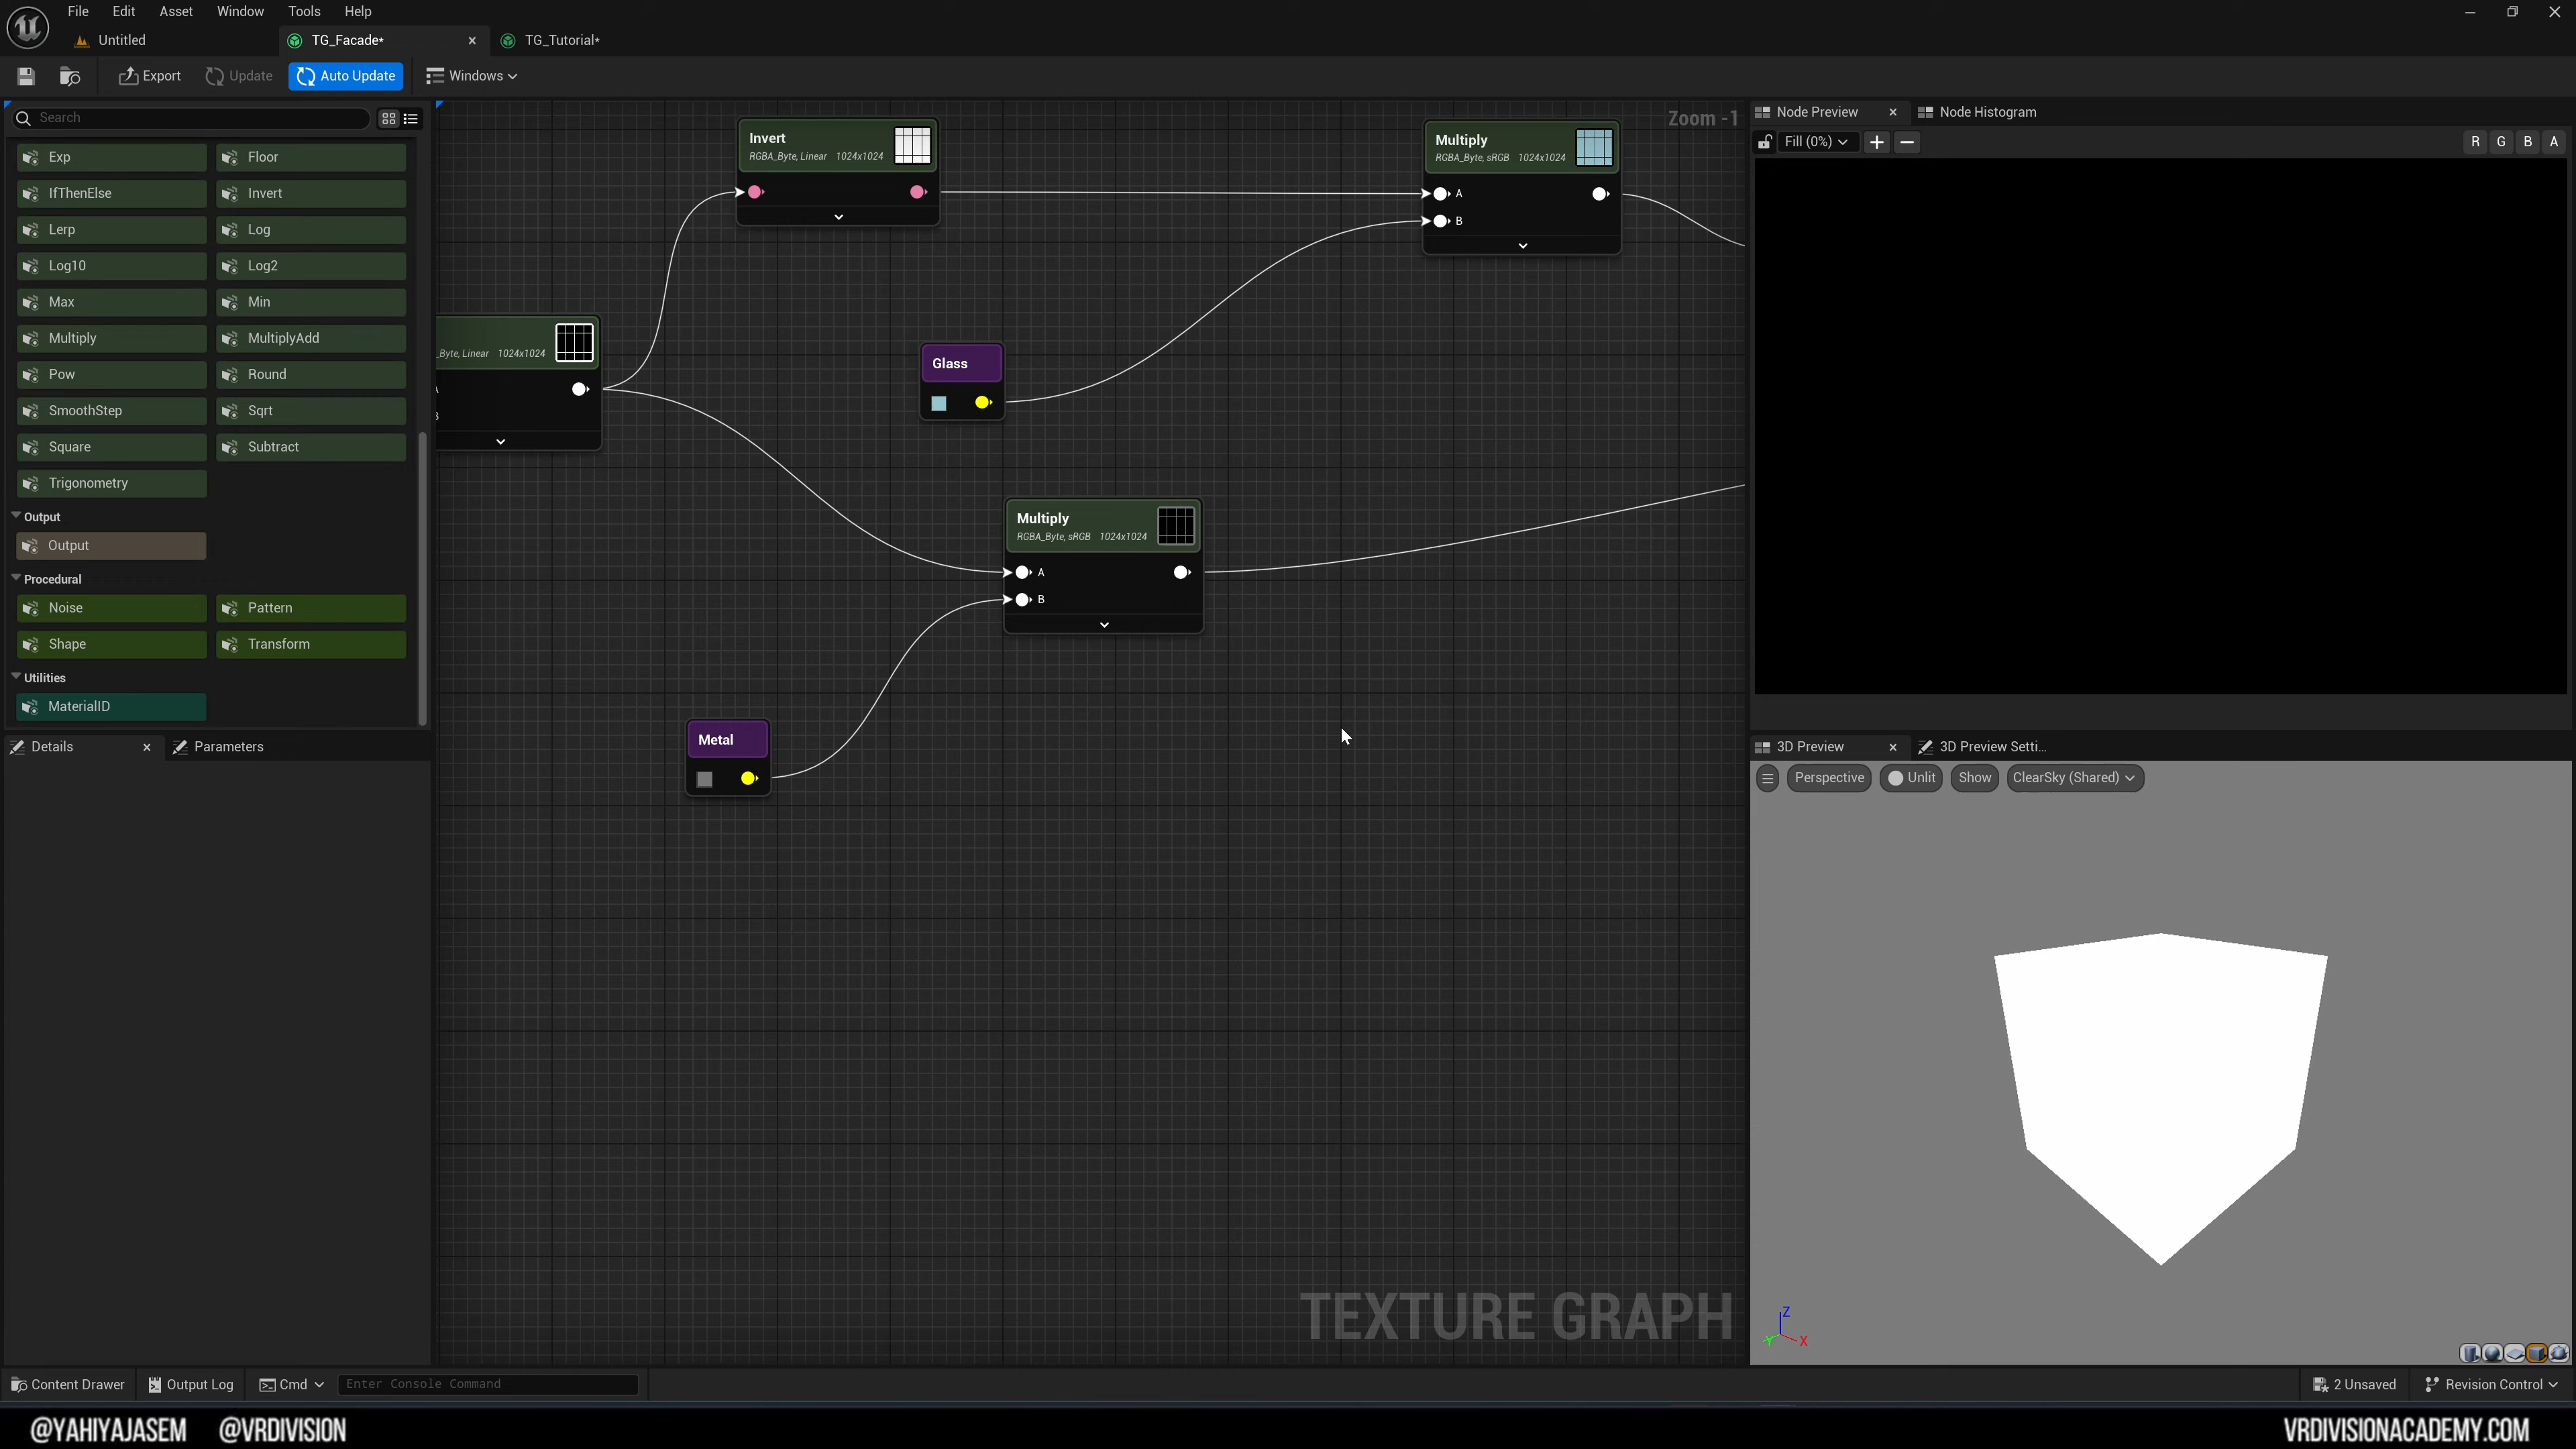 File Edit Asset Window Tools Help
Untitled
TG_Facade*
TG_Tutorial*
Export
Update
Auto Update
Windows
Search
Exp
Floor
IfThenElse
Invert
Lerp
Log
Log10
Log2
Max
Min
Multiply
MultiplyAdd
Pow
Round
SmoothStep
Sqrt
Square
Subtract
Trigonometry
Output
Output
Procedural
Noise
Pattern
Shape
Transform
Utilities
MaterialID
Details
Parameters
Zoom -1
Invert
RGBA_Byte, Linear 1024x1024
Multiply
RGBA_Byte, sRGB 1024x1024
A
B
_Byte, Linear 1024x1024
Glass
Multiply
RGBA_Byte, sRGB 1024x1024
A
B
Metal
TEXTURE GRAPH
Node Preview
Node Histogram
Fill (0%)
R G B A
3D Preview
3D Preview Setti...
Perspective
Unlit
Show
ClearSky (Shared)
Z
Y
X
Content Drawer
Output Log
Cmd
Enter Console Command
2 Unsaved
Revision Control
@YAHIYAJASEM
@VRDIVISION
VRDIVISIONACADEMY.COM